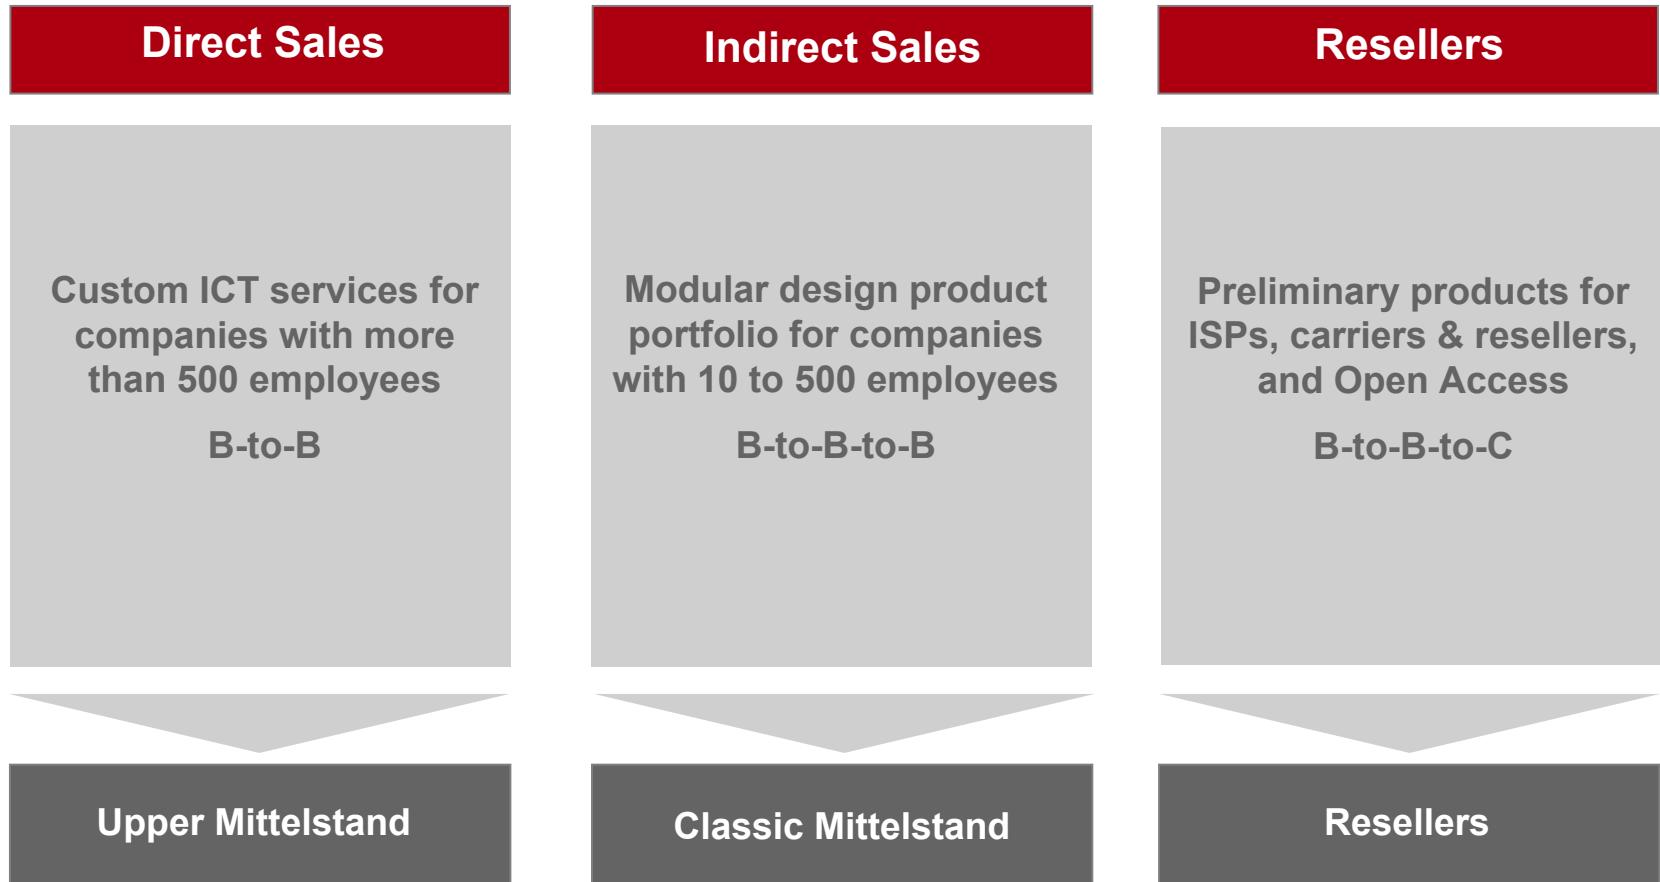 Direct Sales
Indirect Sales
Resellers
Custom ICT services for
companies with more
than 500 employees
B-to-B
Modular design product
portfolio for companies
with 10 to 500 employees
B-to-B-to-B
Preliminary products for
ISPs, carriers & resellers,
and Open Access
B-to-B-to-C
Upper Mittelstand
Classic Mittelstand
Resellers